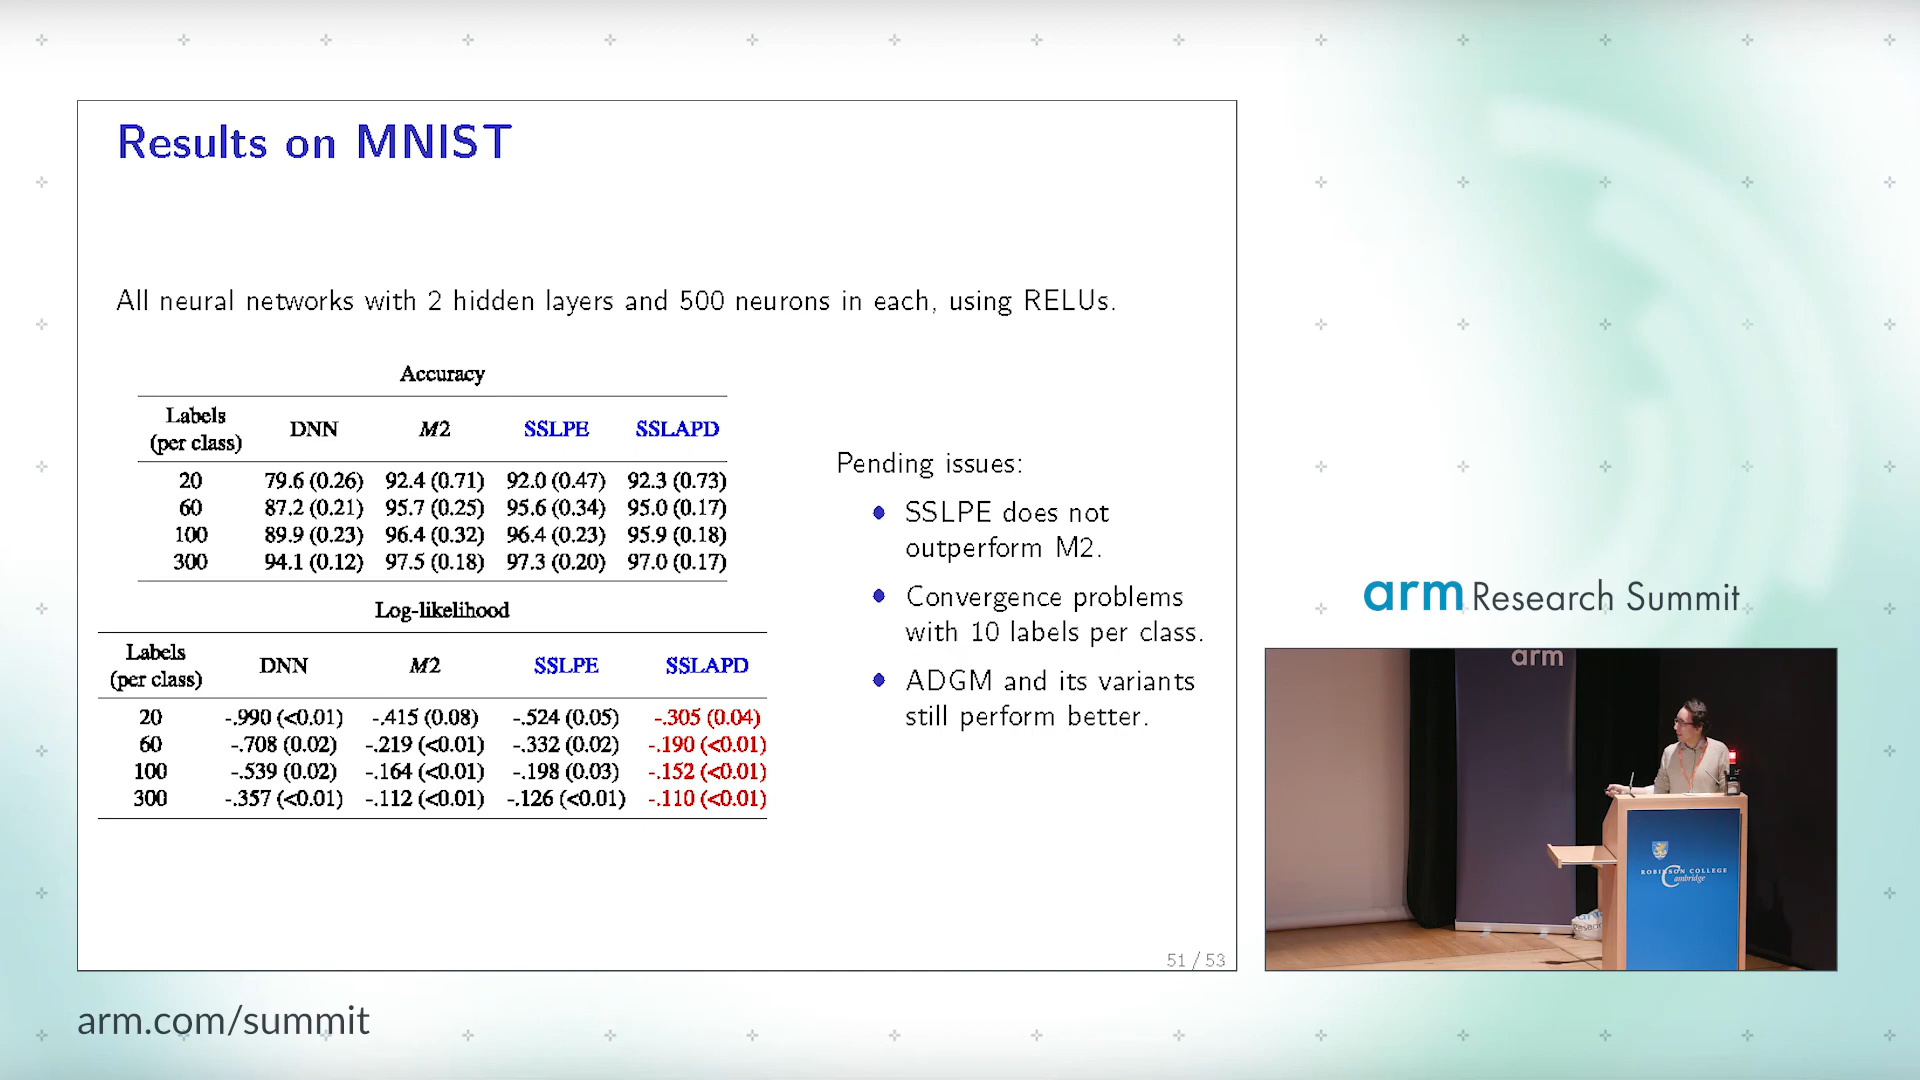 Results on MNIST
All neural networks with 2 hidden layers and 500 neurons in each, using RELUs.
Accuracy
Labels (per class) DNN M2 SSLPE SSLAPD
20 79.6 (0.26) 92.4 (0.71) 92.0 (0.47) 92.3 (0.73)
60 87.2 (0.21) 95.7 (0.25) 95.6 (0.34) 95.0 (0.17)
100 89.9 (0.23) 96.4 (0.32) 96.4 (0.23) 95.9 (0.18)
300 94.1 (0.12) 97.5 (0.18) 97.3 (0.20) 97.0 (0.17)
Log-likelihood
Labels (per class) DNN M2 SSLPE SSLAPD
20 -.990 (<0.01) -.415 (0.08) -.524 (0.05) -.305 (0.04)
60 -.708 (0.02) -.219 (<0.01) -.332 (0.02) -.190 (<0.01)
100 -.539 (0.02) -.164 (<0.01) -.198 (0.03) -.152 (<0.01)
300 -.357 (<0.01) -.112 (<0.01) -.126 (<0.01) -.110 (<0.01)
Pending issues:
SSLPE does not
outperform M2.
Convergence problems
with 10 labels per class.
ADGM and its variants
still perform better.
51 / 53
arm Research Summit
arm
ROBINSON COLLEGE
Cambridge
arm.com/summit